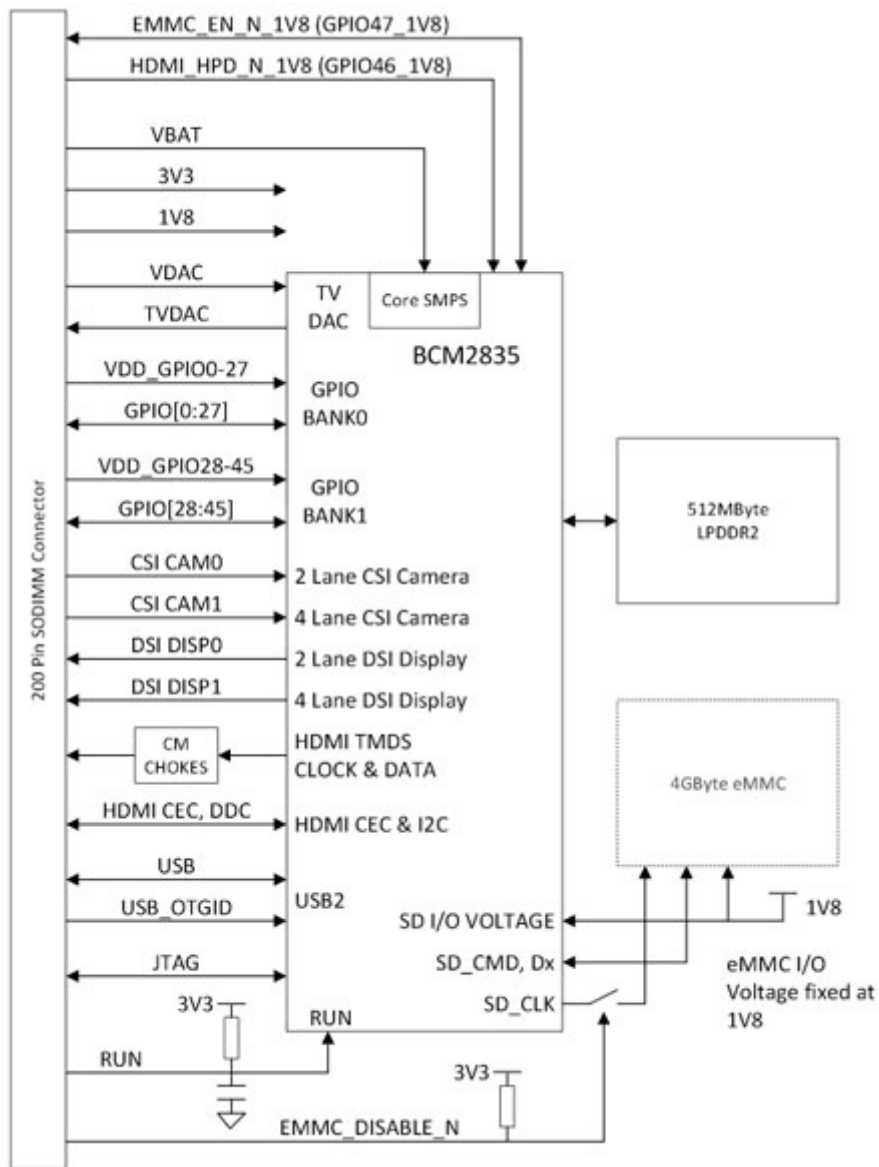 EMMC_EN_N_1V8 (GPIO47_1V8)
HDMI_HPD_N_1V8 (GPIO46_1V8)
VBAT
3V3
1V8
VDAC
TVDAC
TV
DAC
Core SMPS
BCM2835
VDD_GPIO0-27
GPIO[0:27]
GPIO
BANK0
VDD_GPIO28-45
GPIO[28:45]
GPIO
BANK1
512MByte
LPDDR2
200 Pin SODIMM Connector
CSI CAM0
2 Lane CSI Camera
CSI CAM1
4 Lane CSI Camera
DSI DISP0
2 Lane DSI Display
DSI DISP1
4 Lane DSI Display
CM
CHOKES
HDMI TMDS
CLOCK & DATA
4GByte eMMC
HDMI CEC, DDC
HDMI CEC & I2C
USB
USB_OTGID
USB2
SD I/O VOLTAGE
1V8
SD_CMD, Dx
eMMC I/O
Voltage fixed at
1V8
JTAG
SD_CLK
3V3
RUN
RUN
3V3
EMMC_DISABLE_N